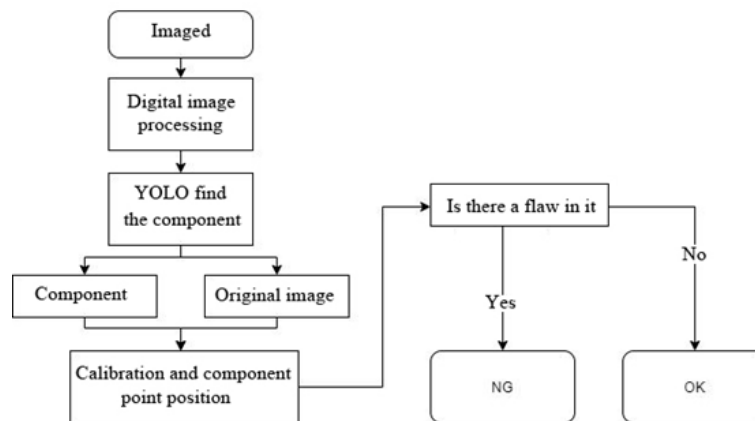 Imaged
Digital image
processing
YOLO find
the component
Component
Original image
Calibration and component
point position
Is there a flaw in it
Yes
No
NG
OK